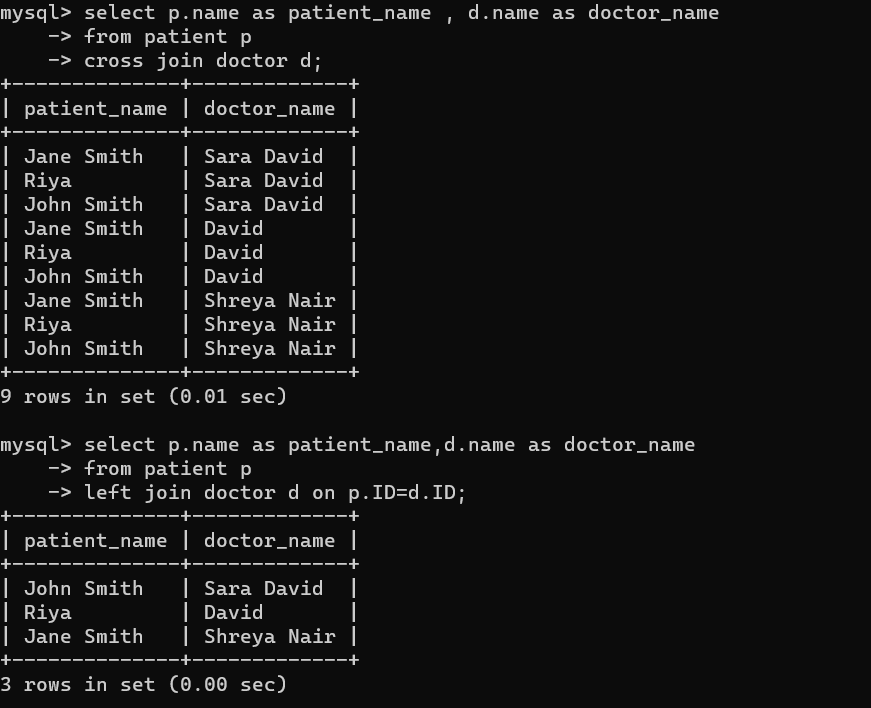 mysql> select p.name as patient_name , d.name as doctor_name
    -> from patient p
    -> cross join doctor d;
+--------------+-------------+
| patient_name | doctor_name |
+--------------+-------------+
| Jane Smith   | Sara David  |
| Riya         | Sara David  |
| John Smith   | Sara David  |
| Jane Smith   | David       |
| Riya         | David       |
| John Smith   | David       |
| Jane Smith   | Shreya Nair |
| Riya         | Shreya Nair |
| John Smith   | Shreya Nair |
+--------------+-------------+
9 rows in set (0.01 sec)

mysql> select p.name as patient_name,d.name as doctor_name
    -> from patient p
    -> left join doctor d on p.ID=d.ID;
+--------------+-------------+
| patient_name | doctor_name |
+--------------+-------------+
| John Smith   | Sara David  |
| Riya         | David       |
| Jane Smith   | Shreya Nair |
+--------------+-------------+
3 rows in set (0.00 sec)